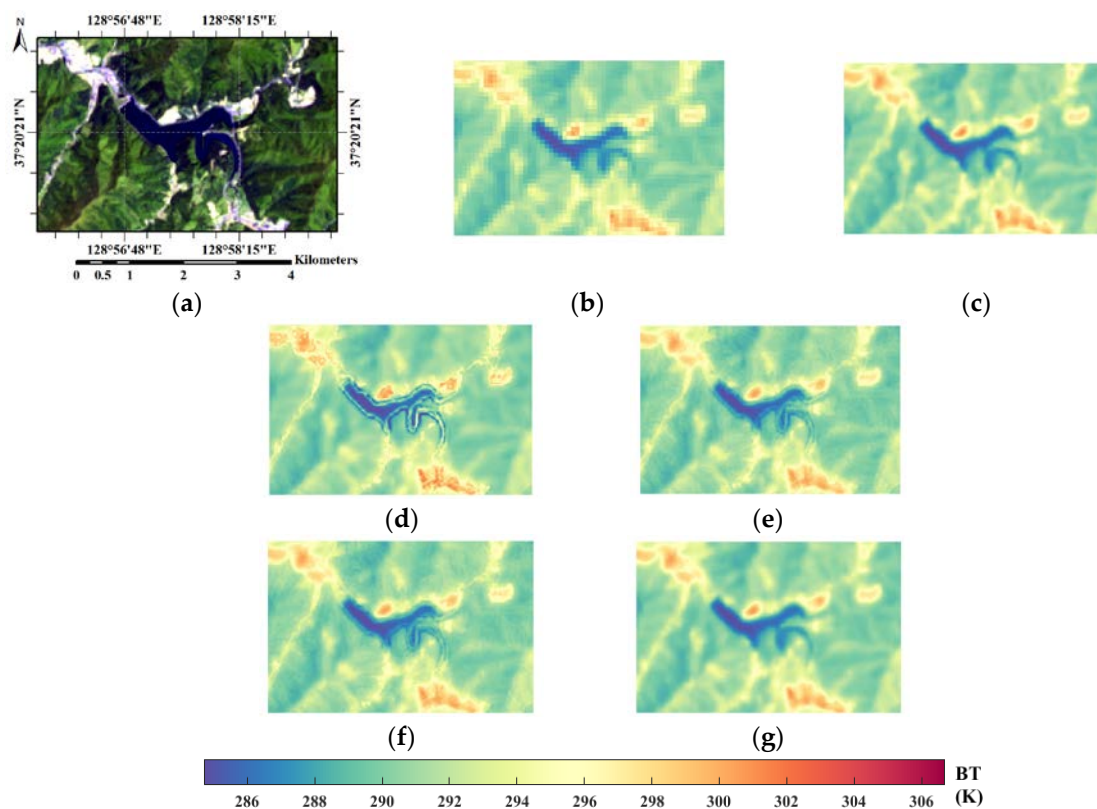 N
128°56'48"E 128°58'15"E
37°20'21"N 37°20'21"N
128°56'48"E 128°58'15"E
Kilometers
0 0.5 1 2 3 4
(a) (b) (c)
(d) (e)
(f) (g)
BT
(K)
286 288 290 292 294 296 298 300 302 304 306